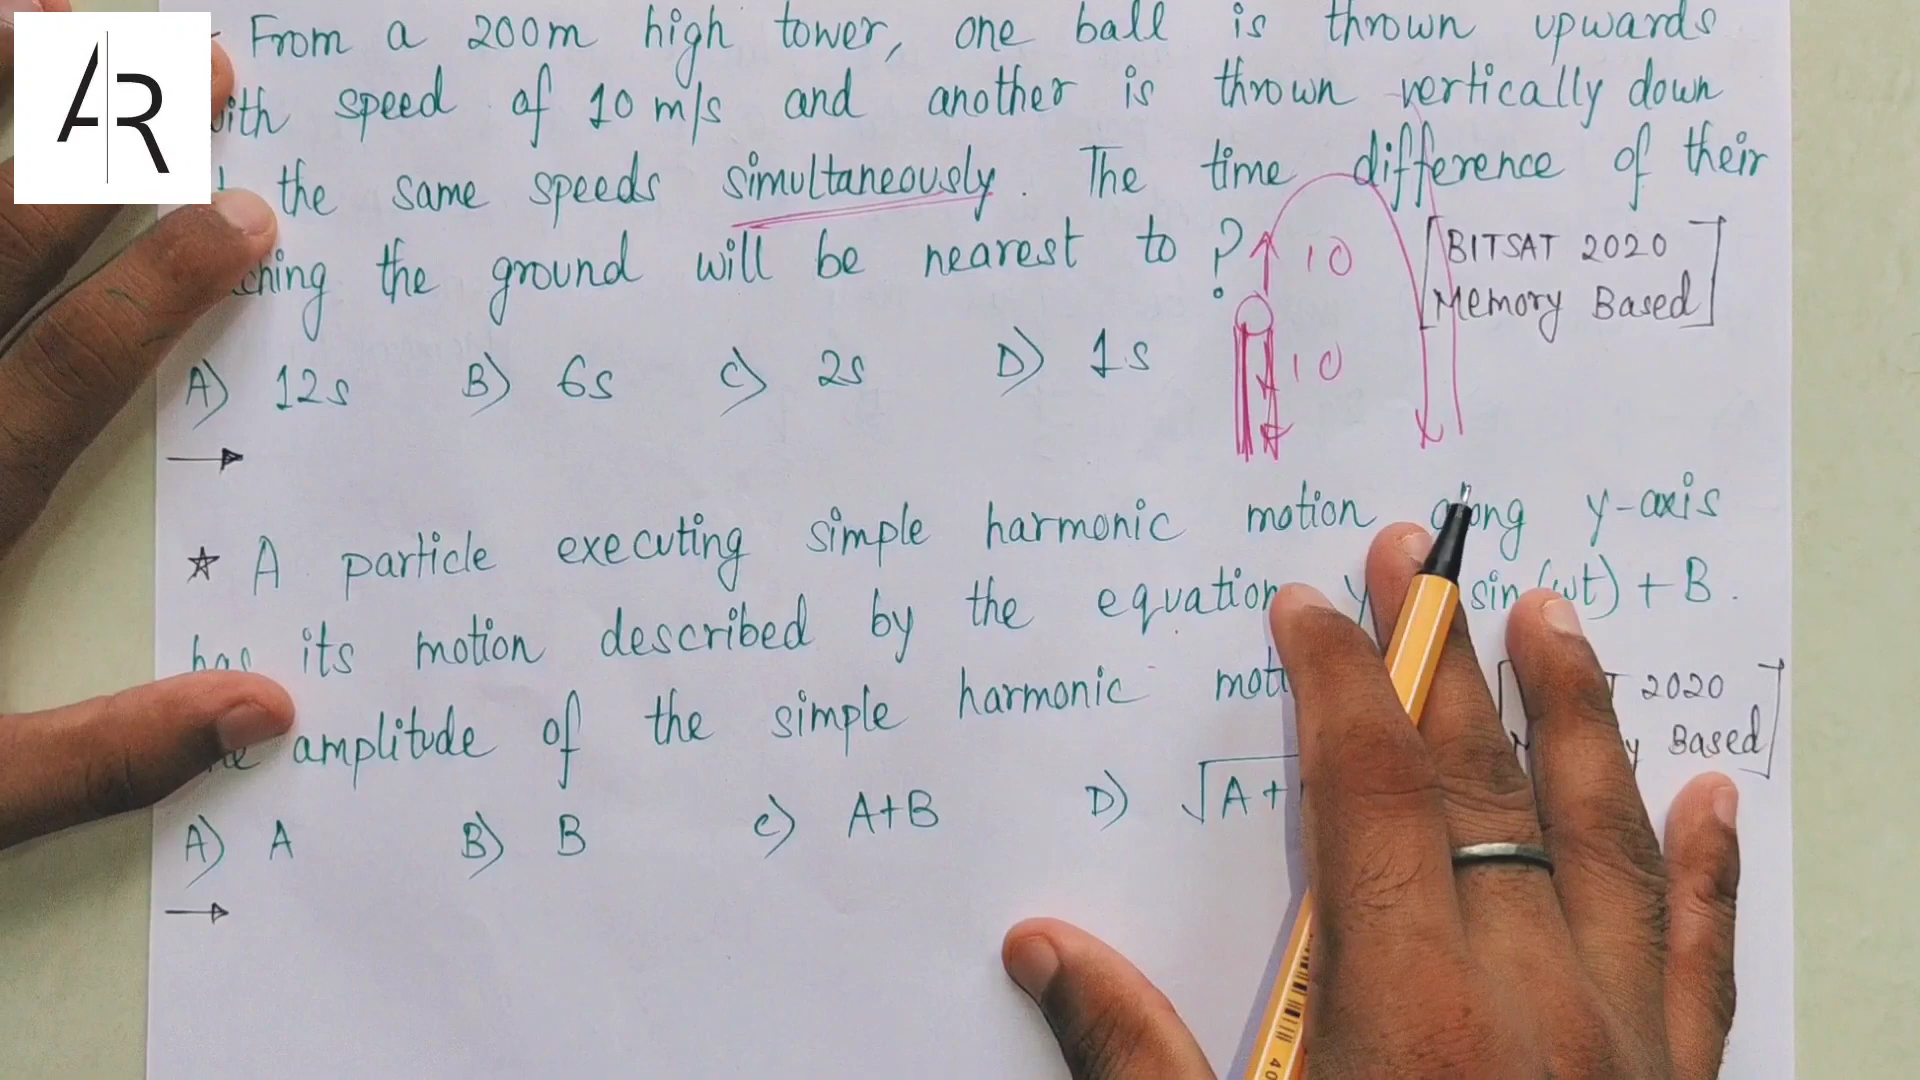 AR
From a 200m high tower, one ball is thrown upwards
with speed of 10 m/s and another is thrown vertically down
the same speeds simultaneously. The time difference of their
ching the ground will be nearest to ?
10
[BITSAT 2020
Memory Based]
A) 12s B) 6s C) 2s D) 1s
10
→
☆ A particle executing simple harmonic motion along y-axis
has its motion described by the equation y sin(ωt) + B.
amplitude of the simple harmonic moti
2020
Based]
A) A B) B C) A+B D) √A+
→